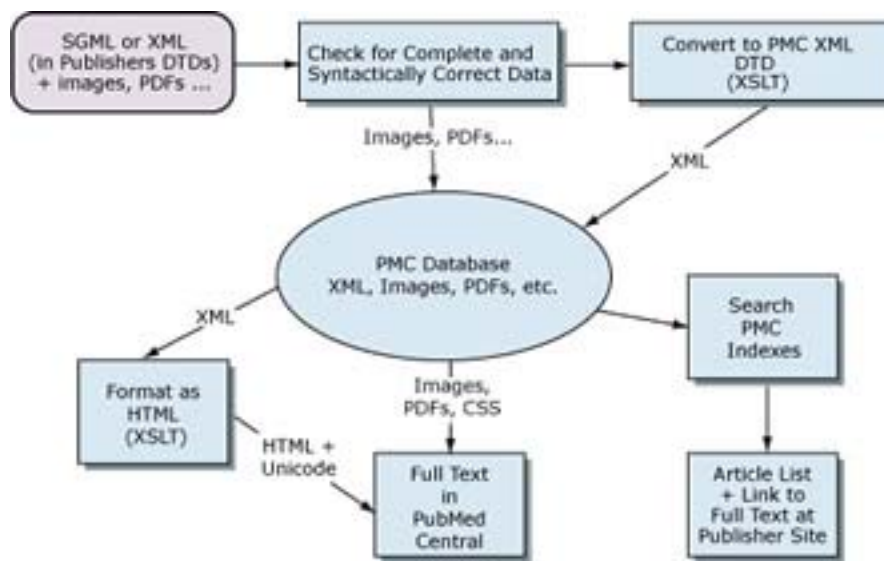 SGML or XML
(in Publishers DTDs)
+ images, PDFs ...
Check for Complete and
Syntactically Correct Data
Convert to PMC XML
DTD
(XSLT)
Images, PDFs...
XML
PMC Database
XML, Images, PDFs, etc.
Search
PMC
Indexes
XML
Format as
HTML
(XSLT)
Images,
PDFs, CSS
HTML +
Unicode
Full Text
in
PubMed
Central
Article List
+ Link to
Full Text at
Publisher Site